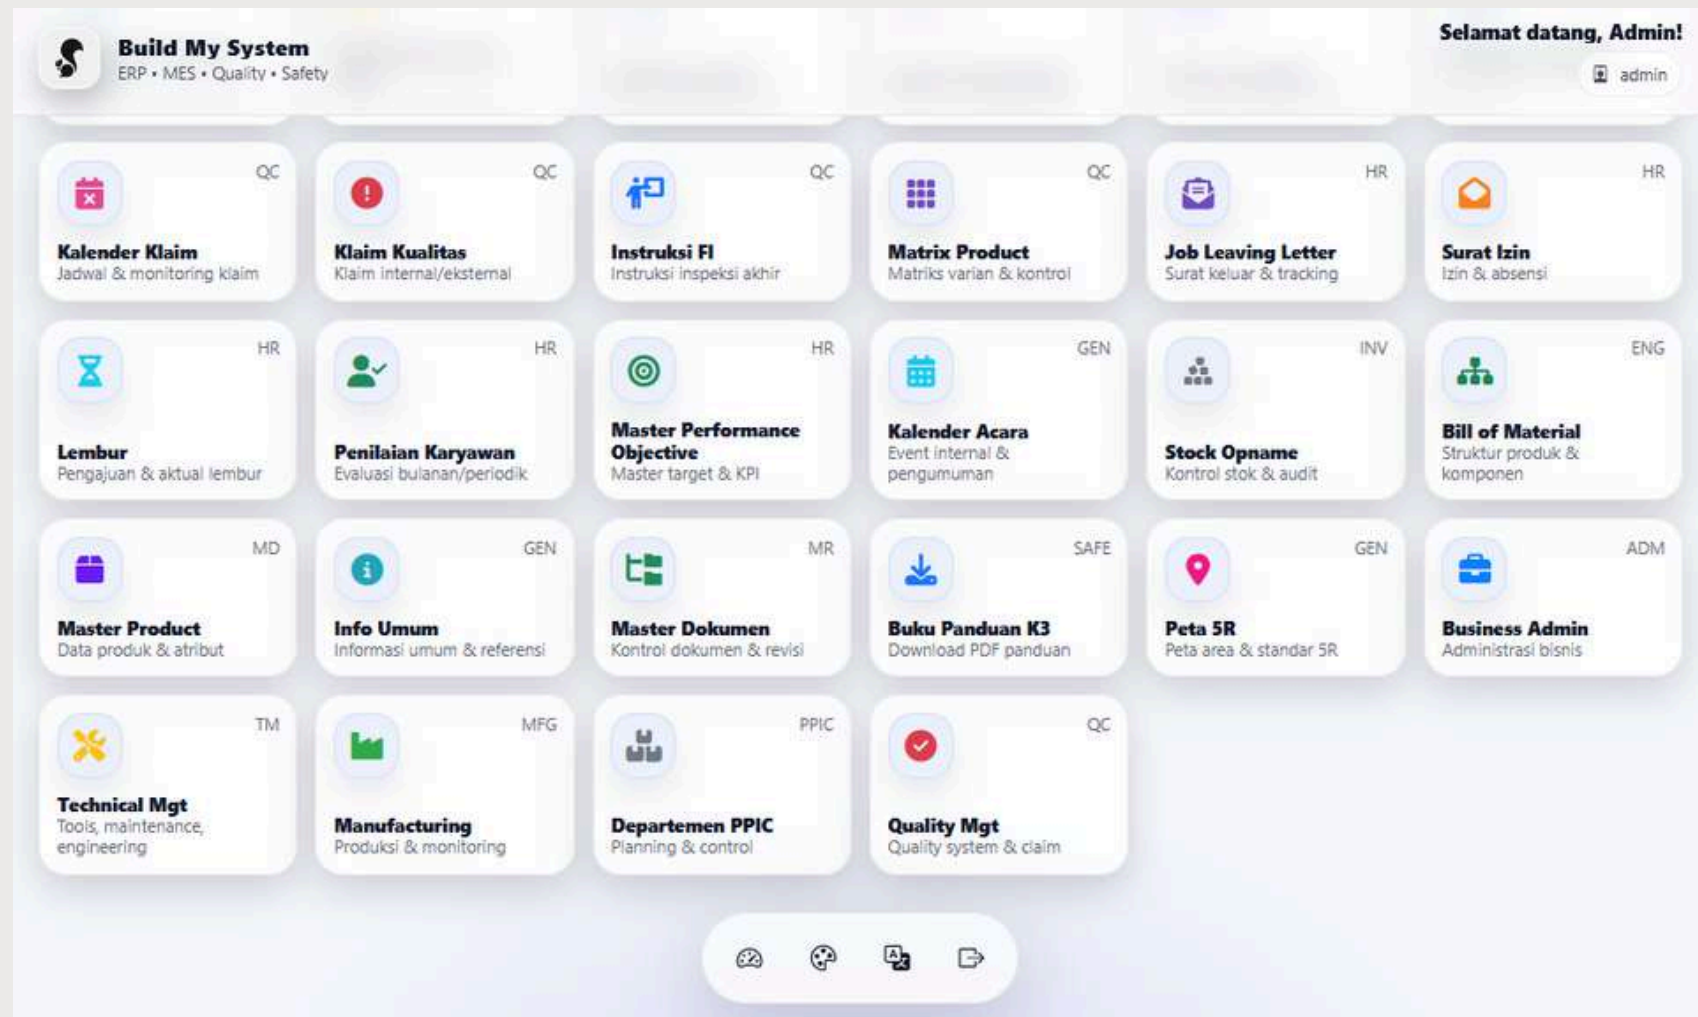 Build My System
ERP • MES • Quality • Safety
Selamat datang, Admin!
admin
QC
Kalender Klaim
Jadwal & monitoring klaim
QC
Klaim Kualitas
Klaim internal/eksternal
QC
Instruksi FI
Instruksi inspeksi akhir
QC
Matrix Product
Matriks varian & kontrol
HR
Job Leaving Letter
Surat keluar & tracking
HR
Surat Izin
Izin & absensi
HR
Lembur
Pengajuan & aktual lembur
HR
Penilaian Karyawan
Evaluasi bulanan/periodik
HR
Master Performance
Objective
Master target & KPI
GEN
Kalender Acara
Event internal &
pengumuman
INV
Stock Opname
Kontrol stok & audit
ENG
Bill of Material
Struktur produk &
komponen
MD
Master Product
Data produk & atribut
GEN
Info Umum
Informasi umum & referensi
MR
Master Dokumen
Kontrol dokumen & revisi
SAFE
Buku Panduan K3
Download PDF panduan
GEN
Peta 5R
Peta area & standar 5R
ADM
Business Admin
Administrasi bisnis
TM
Technical Mgt
Tools, maintenance,
engineering
MFG
Manufacturing
Produksi & monitoring
PPIC
Departemen PPIC
Planning & control
QC
Quality Mgt
Quality system & claim